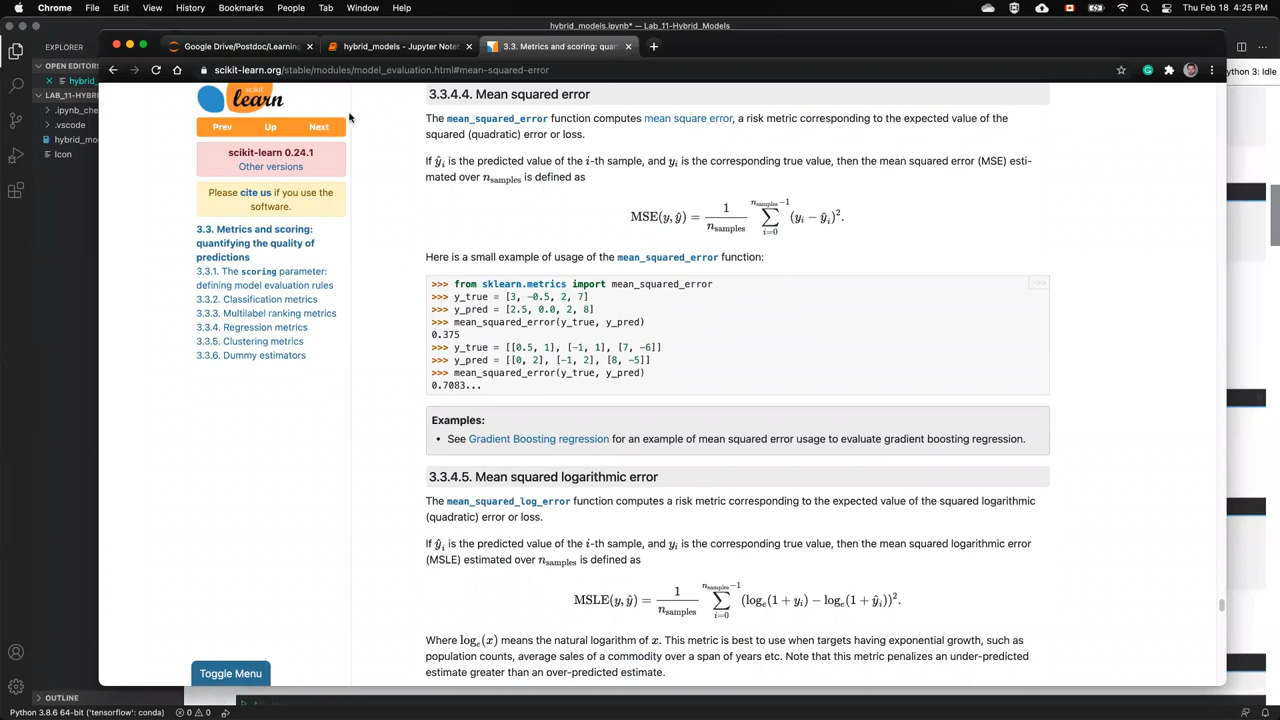 Chrome File Edit View History Bookmarks People Tab Window Help Thu Feb 18 4:25 PM
hybrid_models.ipynb* — Lab_11-Hybrid_Models
EXPLORER
Google Drive/Postdoc/Learning
hybrid_models - Jupyter Note
3.3. Metrics and scoring: qua
OPEN EDITORS
scikit-learn.org/stable/modules/model_evaluation.html#mean-squared-error
hybrid_
ython 3: Idle
LAB_11-HYBRID_M
.ipynb_che
.vscode
hybrid_mo
Icon
scikit
learn
Prev Up Next
scikit-learn 0.24.1
Other versions
Please cite us if you use the
software.
3.3. Metrics and scoring:
quantifying the quality of
predictions
3.3.1. The scoring parameter:
defining model evaluation rules
3.3.2. Classification metrics
3.3.3. Multilabel ranking metrics
3.3.4. Regression metrics
3.3.5. Clustering metrics
3.3.6. Dummy estimators
Toggle Menu
3.3.4.4. Mean squared error
The mean_squared_error function computes mean square error, a risk metric corresponding to the expected value of the
squared (quadratic) error or loss.
If ŷᵢ is the predicted value of the i-th sample, and yᵢ is the corresponding true value, then the mean squared error (MSE) esti-
mated over n_samples is defined as
MSE(y, ŷ) = 1/n_samples ∑_{i=0}^{n_samples−1} (yᵢ − ŷᵢ)².
Here is a small example of usage of the mean_squared_error function:
>>>
>>> from sklearn.metrics import mean_squared_error
>>> y_true = [3, -0.5, 2, 7]
>>> y_pred = [2.5, 0.0, 2, 8]
>>> mean_squared_error(y_true, y_pred)
0.375
>>> y_true = [[0.5, 1], [-1, 1], [7, -6]]
>>> y_pred = [[0, 2], [-1, 2], [8, -5]]
>>> mean_squared_error(y_true, y_pred)
0.7083...
Examples:
• See Gradient Boosting regression for an example of mean squared error usage to evaluate gradient boosting regression.
3.3.4.5. Mean squared logarithmic error
The mean_squared_log_error function computes a risk metric corresponding to the expected value of the squared logarithmic
(quadratic) error or loss.
If ŷᵢ is the predicted value of the i-th sample, and yᵢ is the corresponding true value, then the mean squared logarithmic error
(MSLE) estimated over n_samples is defined as
MSLE(y, ŷ) = 1/n_samples ∑_{i=0}^{n_samples−1} (logₑ(1 + yᵢ) − logₑ(1 + ŷᵢ))².
Where logₑ(x) means the natural logarithm of x. This metric is best to use when targets having exponential growth, such as
population counts, average sales of a commodity over a span of years etc. Note that this metric penalizes an under-predicted
estimate greater than an over-predicted estimate.
OUTLINE
Python 3.8.6 64-bit ('tensorflow': conda) 0 0